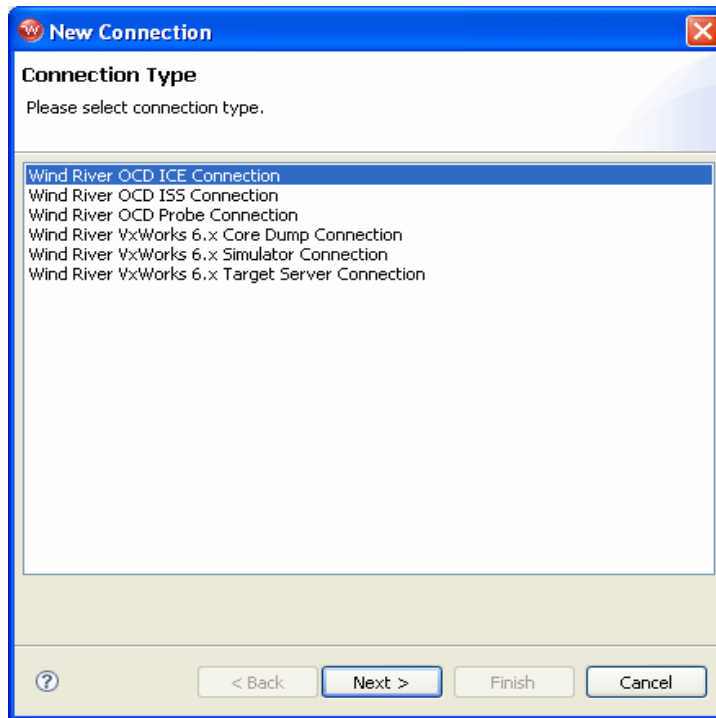 New Connection
Connection Type
Please select connection type.
Wind River OCD ICE Connection
Wind River OCD ISS Connection
Wind River OCD Probe Connection
Wind River VxWorks 6.x Core Dump Connection
Wind River VxWorks 6.x Simulator Connection
Wind River VxWorks 6.x Target Server Connection
? < Back Next > Finish Cancel